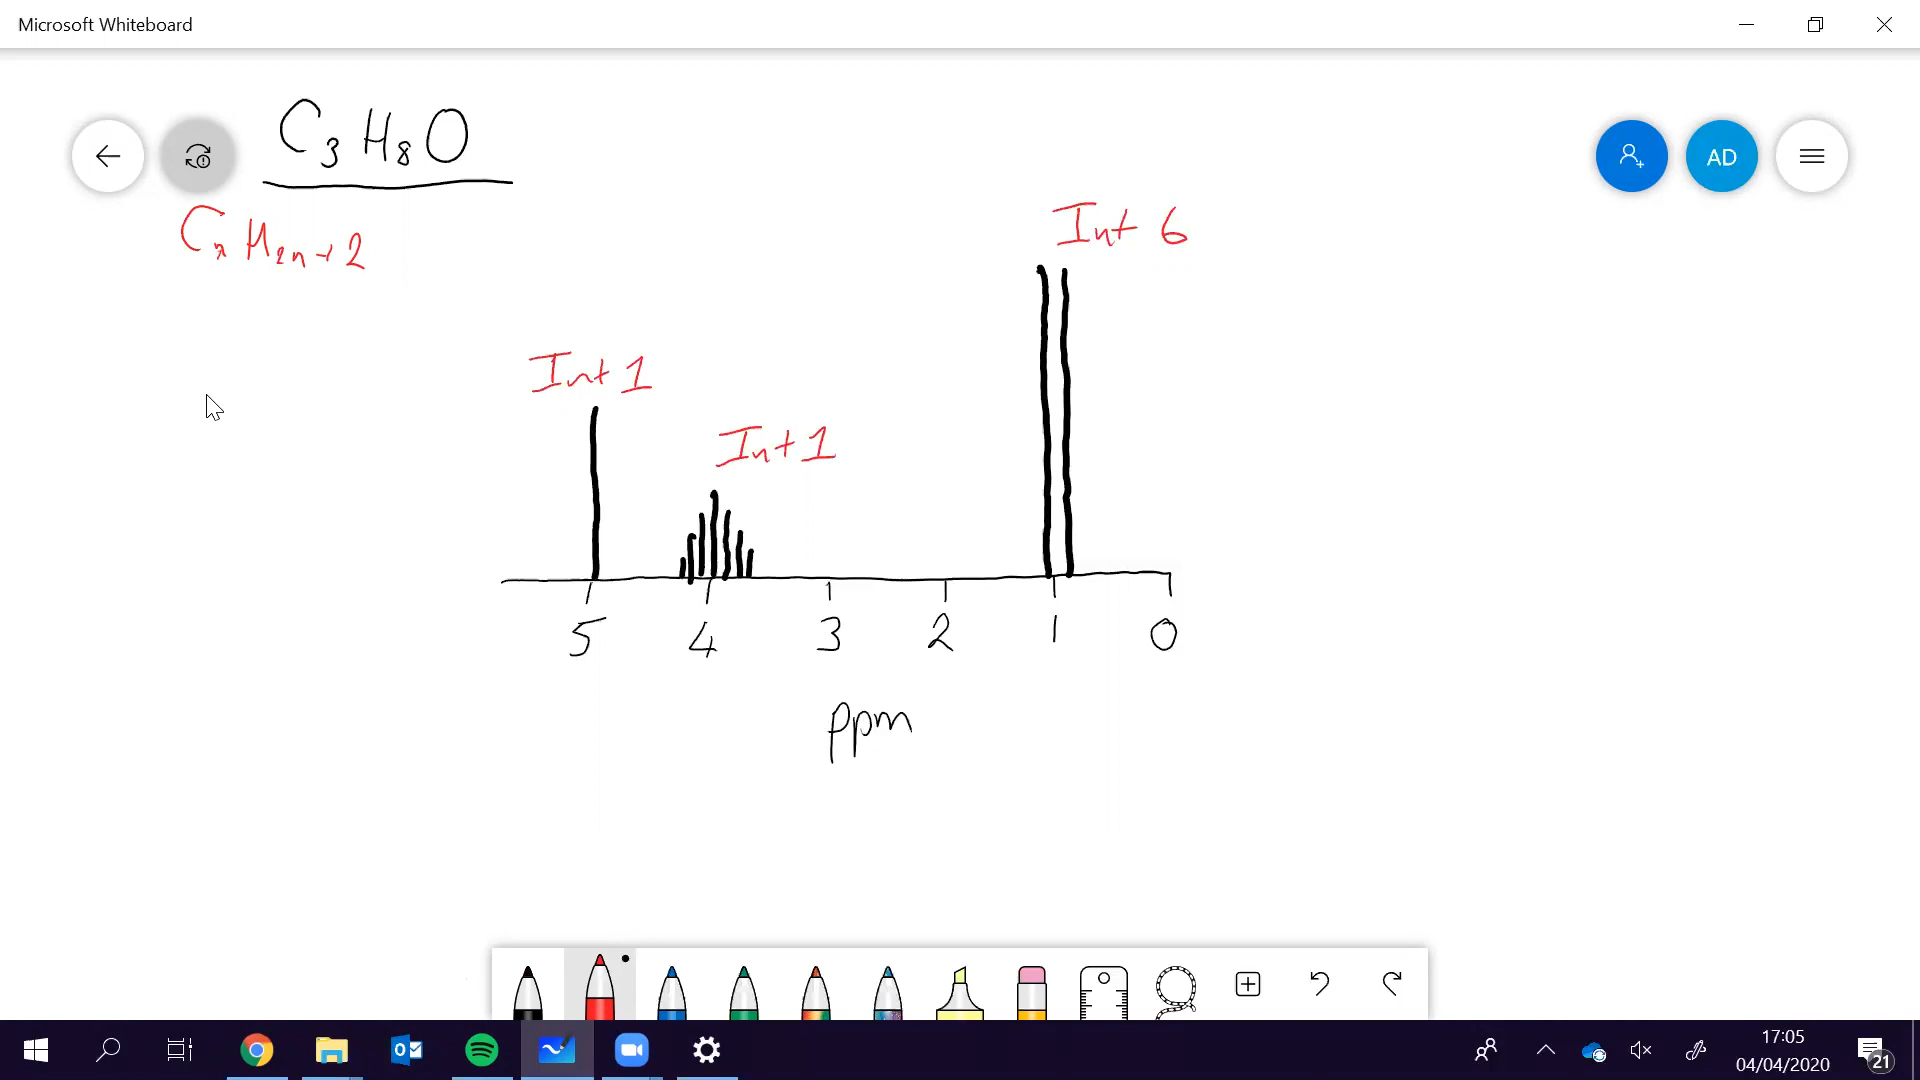 Microsoft Whiteboard
C₃H₈O
AD
CₙH₂ₙ₊₂
Int 6
Int 1
Int 1
5 4 3 2 1 0
ppm
17:05
04/04/2020
21